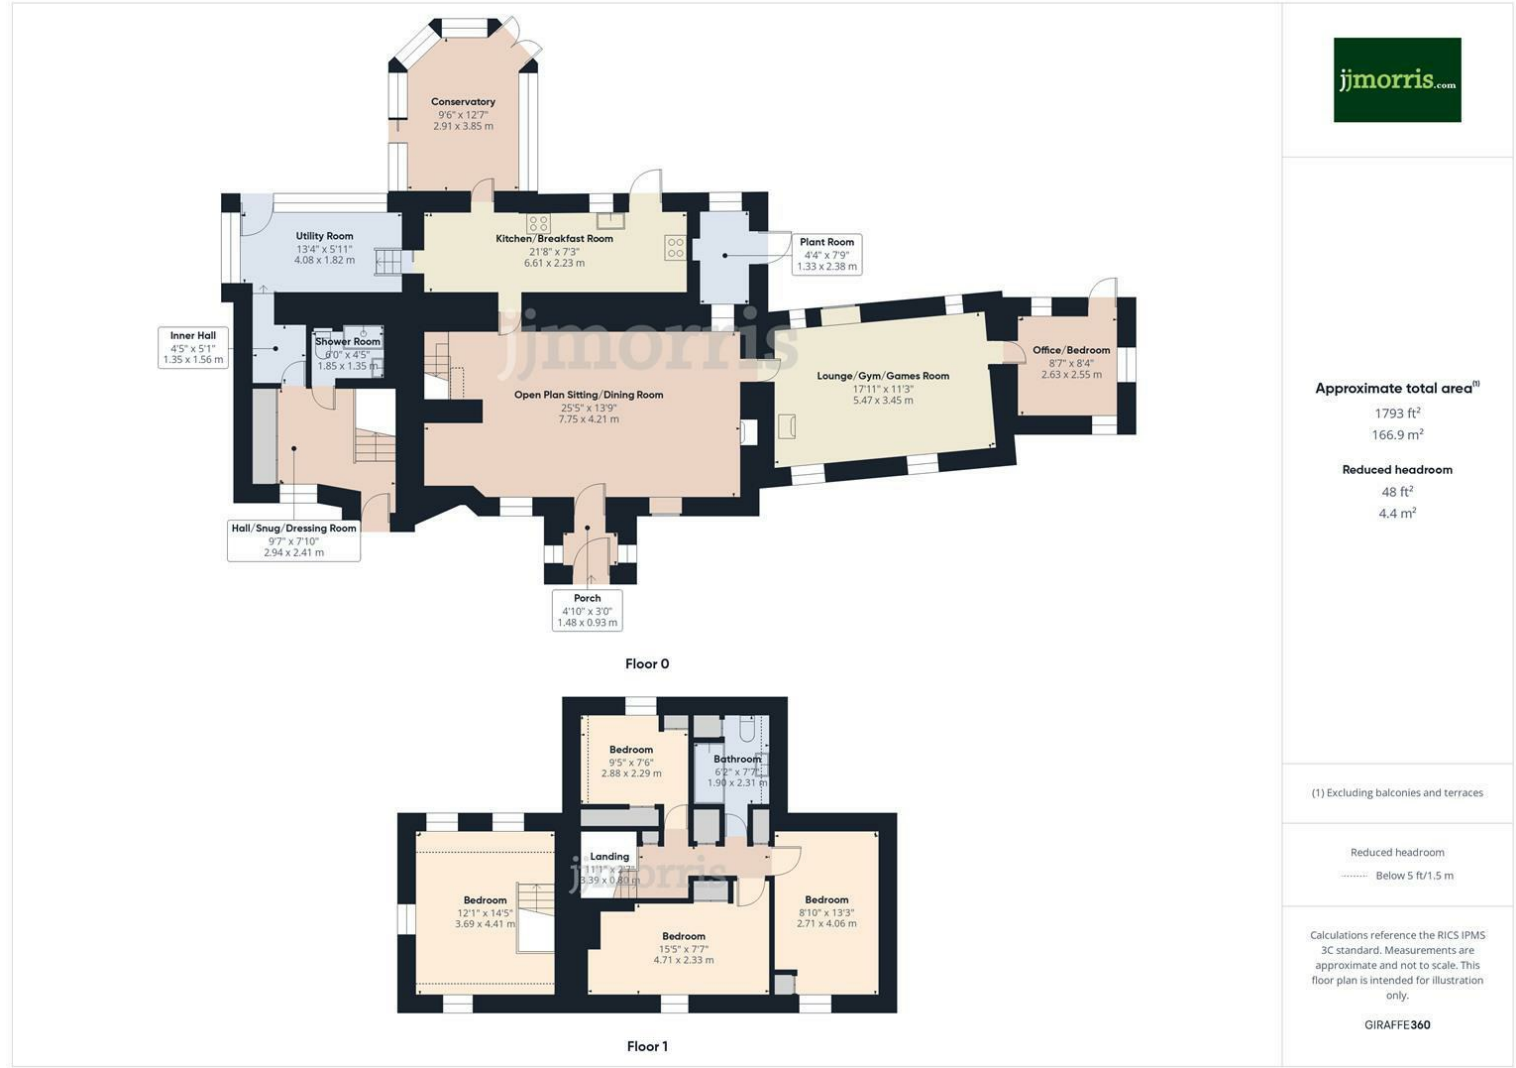 Conservatory
9'6" x 12'7"
2.91 x 3.85 m
Utility Room
13'4" x 5'11"
4.08 x 1.82 m
Kitchen/Breakfast Room
21'8" x 7'3"
6.61 x 2.23 m
Plant Room
4'4" x 7'9"
1.33 x 2.38 m
Inner Hall
4'5" x 5'1"
1.35 x 1.56 m
Shower Room
6'0" x 4'5"
1.85 x 1.35 m
jjmorris
Open Plan Sitting/Dining Room
25'5" x 13'9"
7.75 x 4.21 m
Lounge/Gym/Games Room
17'11" x 11'3"
5.47 x 3.45 m
Office/Bedroom
8'7" x 8'4"
2.63 x 2.55 m
Hall/Snug/Dressing Room
9'7" x 7'10"
2.94 x 2.41 m
Porch
4'10" x 3'0"
1.48 x 0.93 m
Floor 0
Bedroom
9'5" x 7'6"
2.88 x 2.29 m
Bathroom
6'2" x 7'7"
1.90 x 2.31 m
Landing
11'1" x 2'7"
3.39 x 0.80 m
jjmorris
Bedroom
12'1" x 14'5"
3.69 x 4.41 m
Bedroom
15'5" x 7'7"
4.71 x 2.33 m
Bedroom
8'10" x 13'3"
2.71 x 4.06 m
Floor 1
jjmorris.com
Approximate total area(1)
1793 ft²
166.9 m²
Reduced headroom
48 ft²
4.4 m²
(1) Excluding balconies and terraces
Reduced headroom
Below 5 ft/1.5 m
Calculations reference the RICS IPMS
3C standard. Measurements are
approximate and not to scale. This
floor plan is intended for illustration
only.
GIRAFFE360